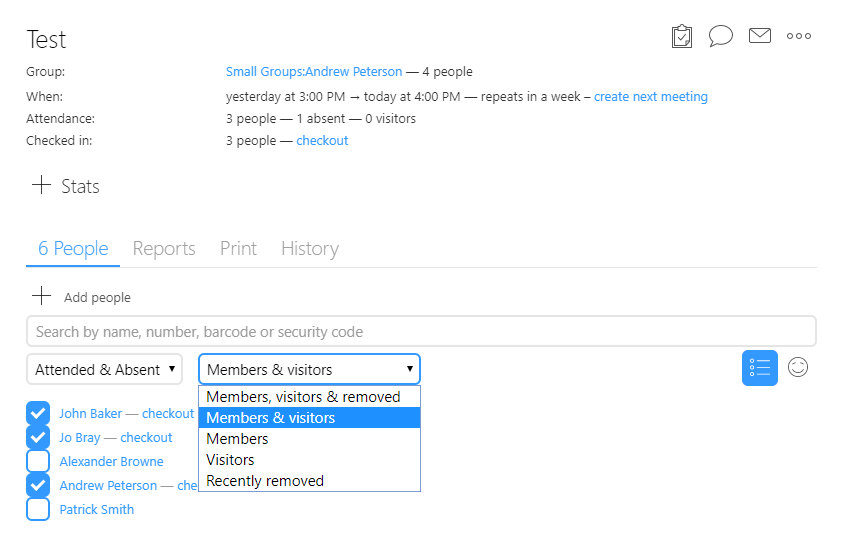 Test
Group: Small Groups:Andrew Peterson — 4 people
When: yesterday at 3:00 PM → today at 4:00 PM — repeats in a week – create next meeting
Attendance: 3 people — 1 absent — 0 visitors
Checked in: 3 people — checkout
Stats
6 People Reports Print History
Add people
Search by name, number, barcode or security code
Attended & Absent Members & visitors
Members, visitors & removed
Members & visitors
Members
Visitors
Recently removed
John Baker — checkout
Jo Bray — checkout
Alexander Browne
Andrew Peterson — che
Patrick Smith